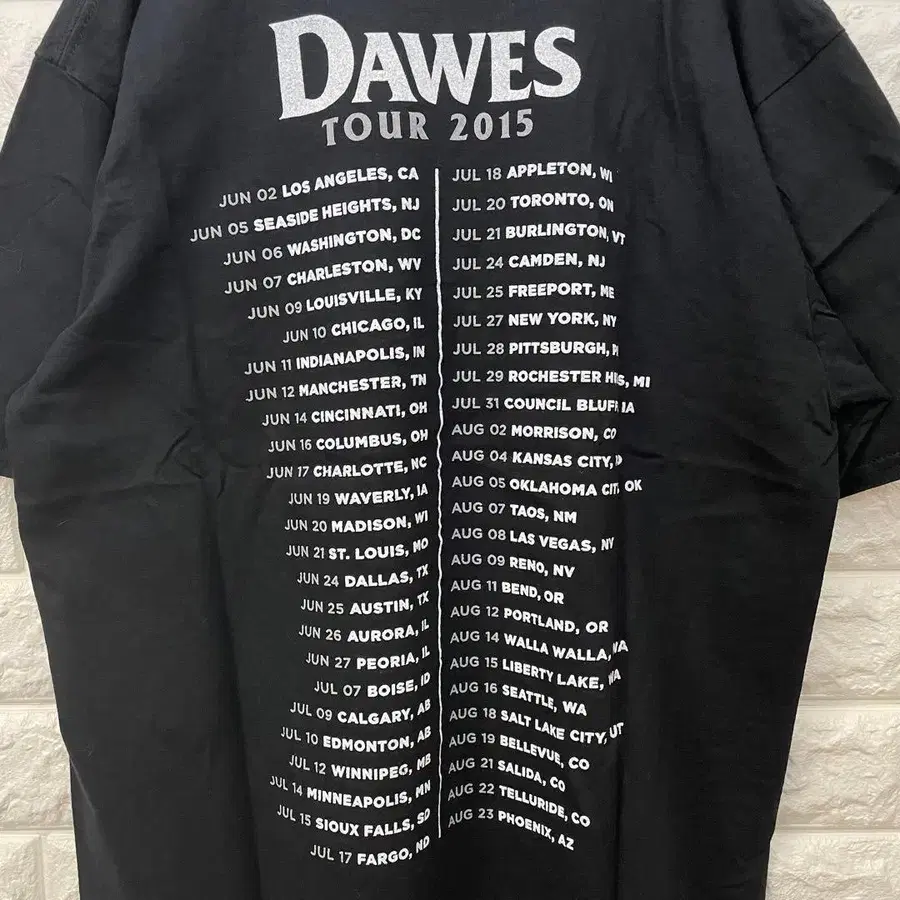 DAWES
TOUR 2015
JUN 02 LOS ANGELES, CA
JUN 05 SEASIDE HEIGHTS, NJ
JUN 06 WASHINGTON, DC
JUN 07 CHARLESTON, WV
JUN 09 LOUISVILLE, KY
JUN 10 CHICAGO, IL
JUN 11 INDIANAPOLIS, IN
JUN 12 MANCHESTER, TN
JUN 14 CINCINNATI, OH
JUN 16 COLUMBUS, OH
JUN 17 CHARLOTTE, NC
JUN 19 WAVERLY, IA
JUN 20 MADISON, WI
JUN 21 ST. LOUIS, MO
JUN 24 DALLAS, TX
JUN 25 AUSTIN, TX
JUN 26 AURORA, IL
JUN 27 PEORIA, IL
JUL 07 BOISE, ID
JUL 09 CALGARY, AB
JUL 10 EDMONTON, AB
JUL 12 WINNIPEG, MB
JUL 14 MINNEAPOLIS, MN
JUL 15 SIOUX FALLS, SD
JUL 17 FARGO, ND
JUL 18 APPLETON, WI
JUL 20 TORONTO, ON
JUL 21 BURLINGTON, VT
JUL 24 CAMDEN, NJ
JUL 25 FREEPORT, ME
JUL 27 NEW YORK, NY
JUL 28 PITTSBURGH,
JUL 29 ROCHESTER MI
JUL 31 COUNCIL IA
AUG 02 MORRISON, CO
AUG 04 KANSAS CITY,
AUG 05 OKLAHOMA OK
AUG 07 TAOS, NM
AUG 08 LAS VEGAS, NV
AUG 09 RENO, NV
AUG 11 BEND, OR
AUG 12 PORTLAND, OR
AUG 14 WALLA WALLA,
AUG 15 LIBERTY LAKE, WA
AUG 16 SEATTLE, WA
AUG 18 SALT LAKE CITY, UT
AUG 19 BELLEVUE, CO
AUG 21 SALIDA, CO
AUG 22 TELLURIDE, CO
AUG 23 PHOENIX, AZ